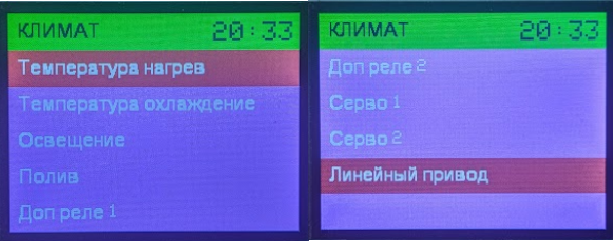 КЛИМАТ 20:33
Температура нагрев
Температура охлаждение
Освещение
Полив
Доп реле 1
КЛИМАТ 20:33
Доп реле 2
Серво 1
Серво 2
Линейный привод